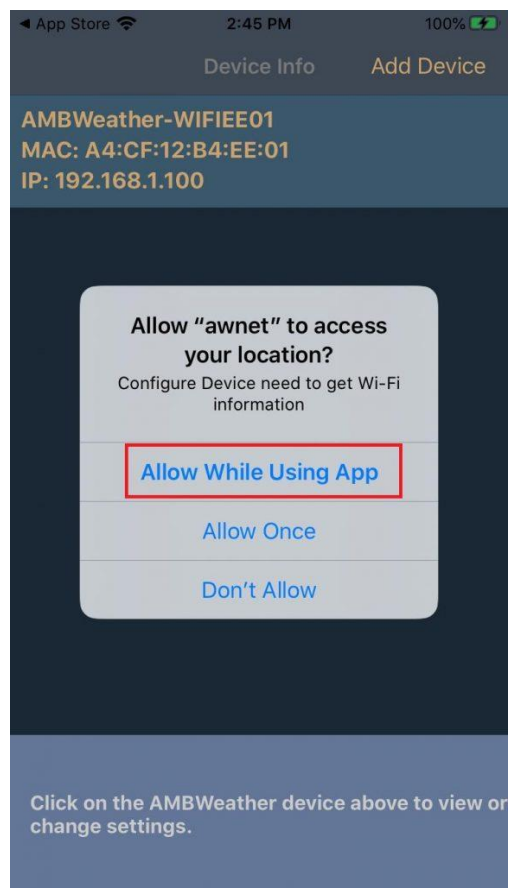 ◀ App Store 2:45 PM 100%
Device Info Add Device
AMBWeather-WIFIEE01
MAC: A4:CF:12:B4:EE:01
IP: 192.168.1.100
Allow “awnet” to access
your location?
Configure Device need to get Wi-Fi
information
Allow While Using App
Allow Once
Don’t Allow
Click on the AMBWeather device above to view or
change settings.